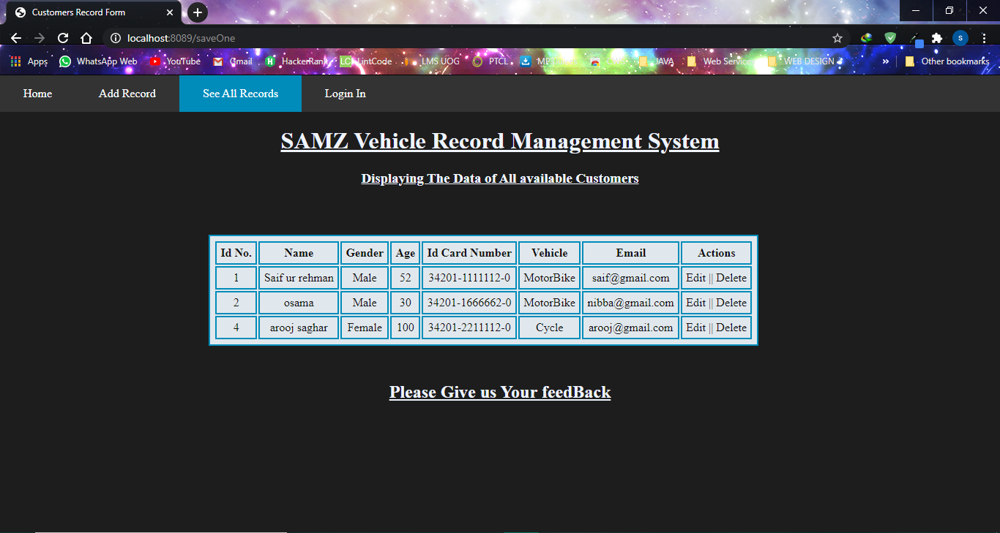 Customers Record Form
localhost:8089/saveOne
Apps WhatsApp Web YouTube Gmail HackerRank LintCode LMS UOG PTCL JAVA Web Service WEB DESIGN » Other bookmarks
Home Add Record See All Records Login In
SAMZ Vehicle Record Management System
Displaying The Data of All available Customers
Id No. Name Gender Age Id Card Number Vehicle Email Actions
1 Saif ur rehman Male 52 34201-1111112-0 MotorBike saif@gmail.com Edit || Delete
2 osama Male 30 34201-1666662-0 MotorBike nibba@gmail.com Edit || Delete
4 arooj saghar Female 100 34201-2211112-0 Cycle arooj@gmail.com Edit || Delete
Please Give us Your feedBack